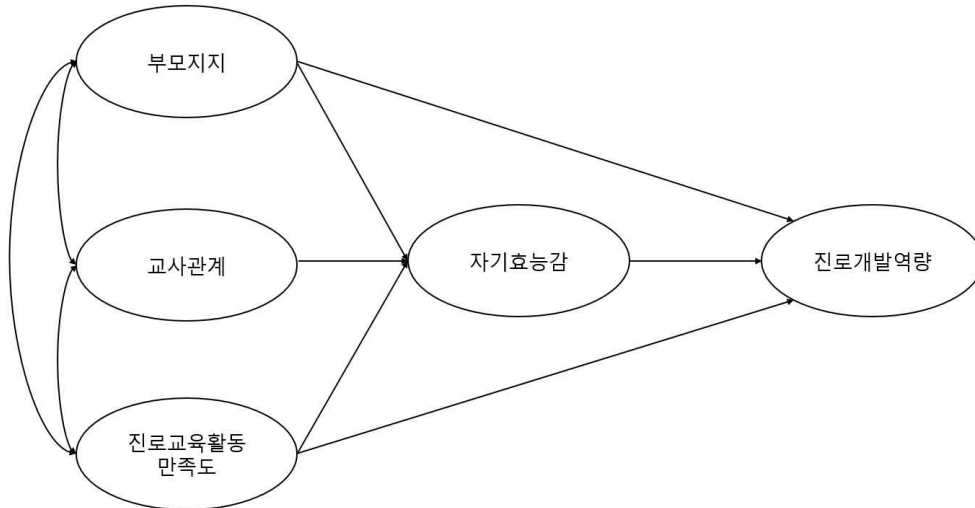 부모지지
교사관계
자기효능감
진로개발역량
진로교육활동
만족도